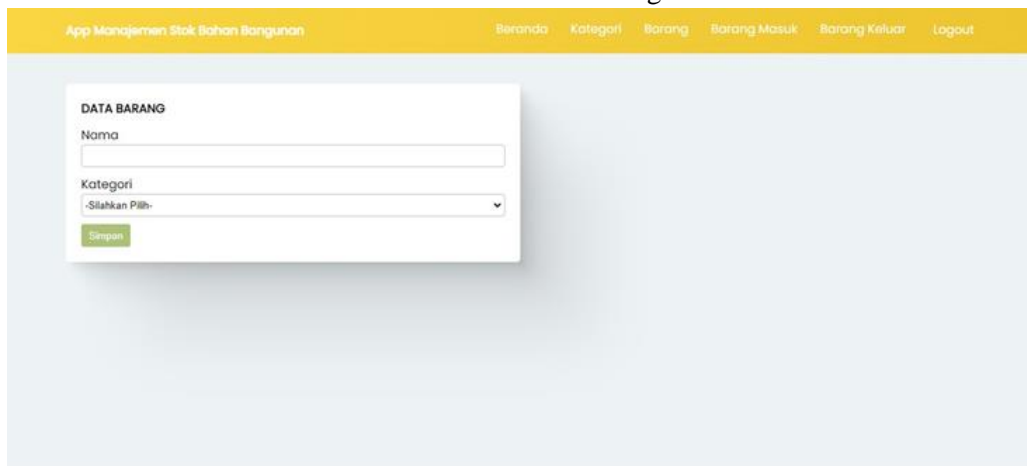 App Manajemen Stok Bahan Bangunan Beranda Kategori Barang Barang Masuk Barang Keluar Logout
DATA BARANG
Nama
Kategori
-Silahkan Pilih-
Simpan